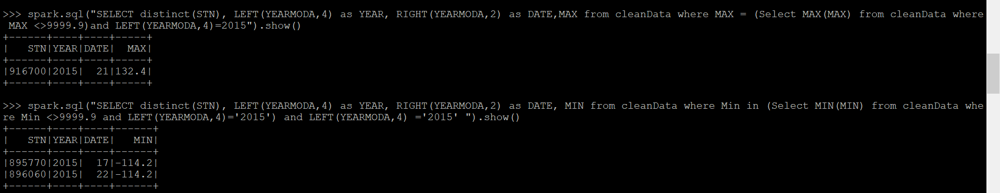 >>> spark.sql("SELECT distinct(STN), LEFT(YEARMODA,4) as YEAR, RIGHT(YEARMODA,2) as DATE,MAX from cleanData where MAX = (Select MAX(MAX) from cleanData where
 MAX <>9999.9)and LEFT(YEARMODA,4)=2015").show()
+------+----+----+-----+
|   STN|YEAR|DATE|  MAX|
+------+----+----+-----+
|916700|2015|  21|132.4|
+------+----+----+-----+
>>> spark.sql("SELECT distinct(STN), LEFT(YEARMODA,4) as YEAR, RIGHT(YEARMODA,2) as DATE, MIN from cleanData where Min in (Select MIN(MIN) from cleanData whe
re Min <>9999.9 and LEFT(YEARMODA,4)='2015') and LEFT(YEARMODA,4) ='2015' ").show()
+------+----+----+------+
|   STN|YEAR|DATE|   MIN|
+------+----+----+------+
|895770|2015|  17|-114.2|
|896060|2015|  22|-114.2|
+------+----+----+------+